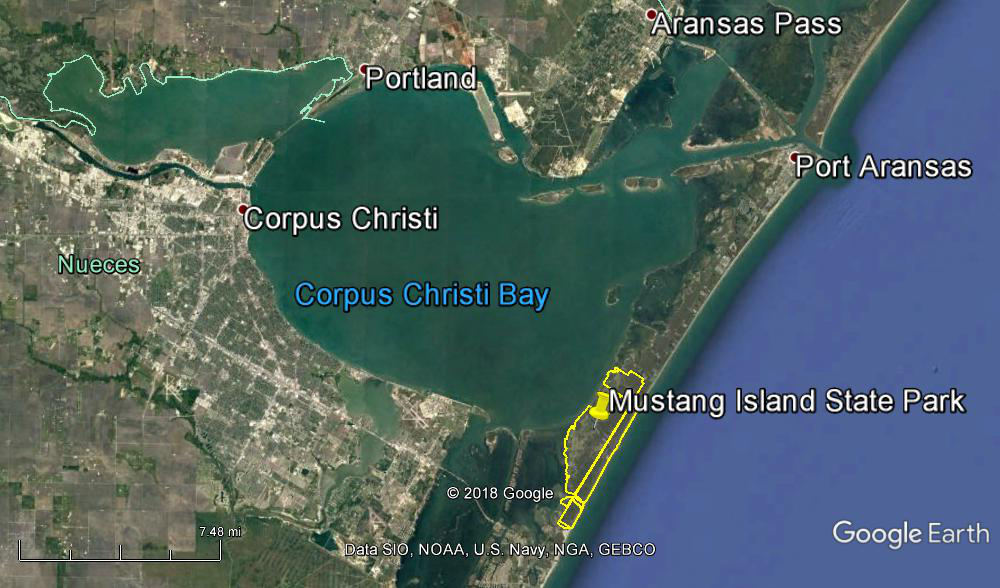 Aransas Pass
Portland
Port Aransas
Corpus Christi
Nueces
Corpus Christi Bay
Mustang Island State Park
© 2018 Google
7.48 mi
Google Earth
Data SIO, NOAA, U.S. Navy, NGA, GEBCO